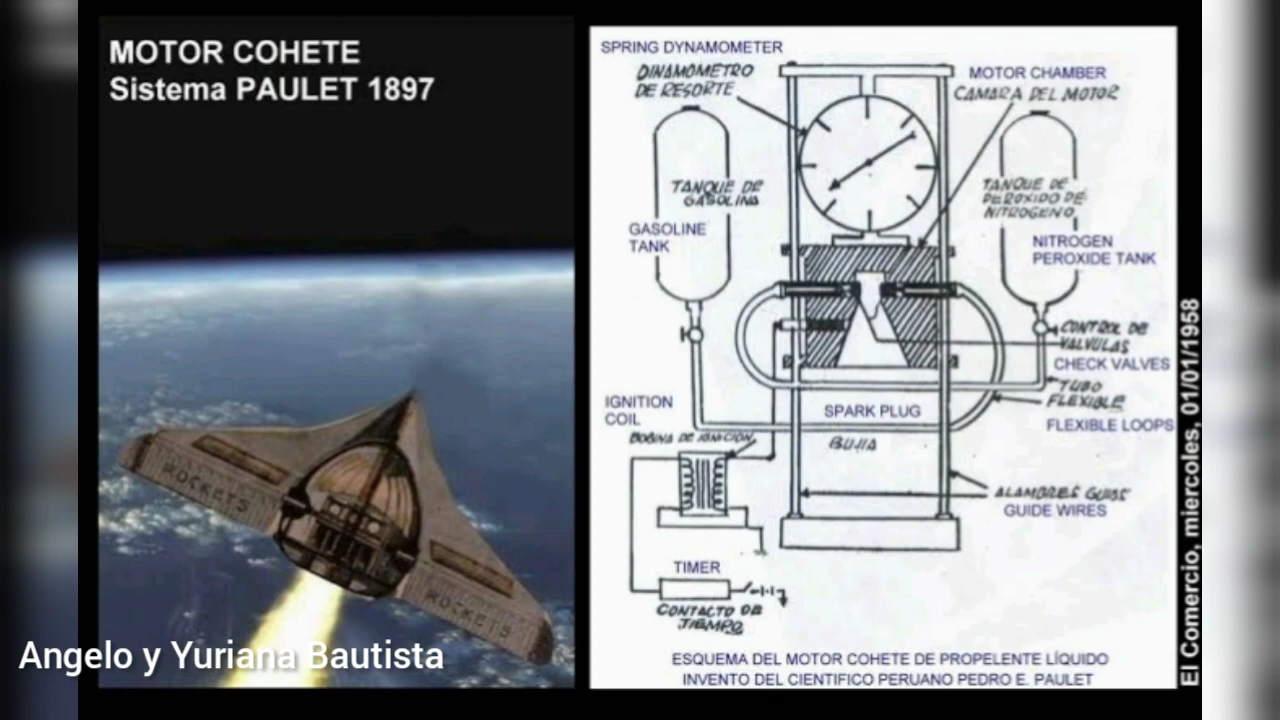 MOTOR COHETE
Sistema PAULET 1897
ROCKETS
ROCKETS
Angelo y Yuriana Bautista
SPRING DYNAMOMETER
DINAMOMETRO
DE RESORTE
MOTOR CHAMBER
CAMARA DEL MOTOR
TANQUE DE
GASOLINA
GASOLINE
TANK
TANQUE DE
PEROXIDO DE
NITROGENO
NITROGEN
PEROXIDE TANK
CONTROL DE
VALVULAS
CHECK VALVES
TUBO
FLEXIBLE
FLEXIBLE LOOPS
IGNITION
COIL
BOBINA DE IGNICION
SPARK PLUG
BUJIA
ALAMBRES GUIAS
GUIDE WIRES
TIMER
CONTACTO DE
TIEMPO
ESQUEMA DEL MOTOR COHETE DE PROPELENTE LÍQUIDO
INVENTO DEL CIENTIFICO PERUANO PEDRO E. PAULET
El Comercio, miercoles, 01/01/1958